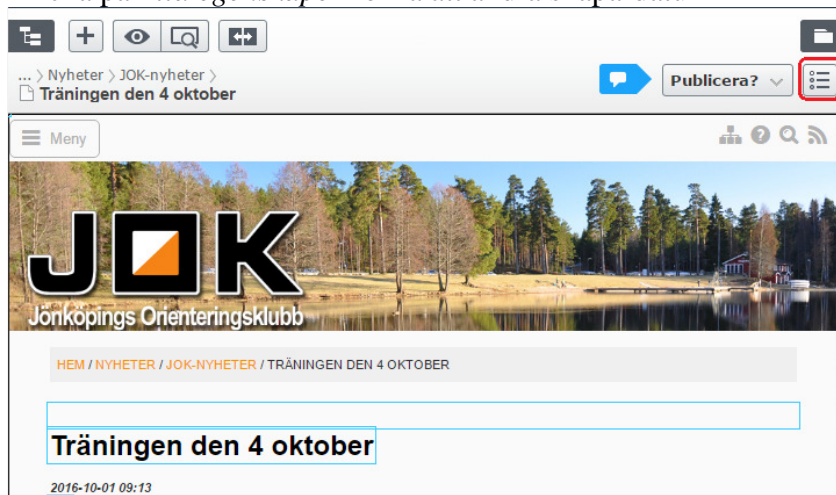 ... > Nyheter > JOK-nyheter >
Träningen den 4 oktober
Publicera?
Meny
JOK
Jönköpings Orienteringsklubb
HEM / NYHETER / JOK-NYHETER / TRÄNINGEN DEN 4 OKTOBER
Träningen den 4 oktober
2016-10-01 09:13